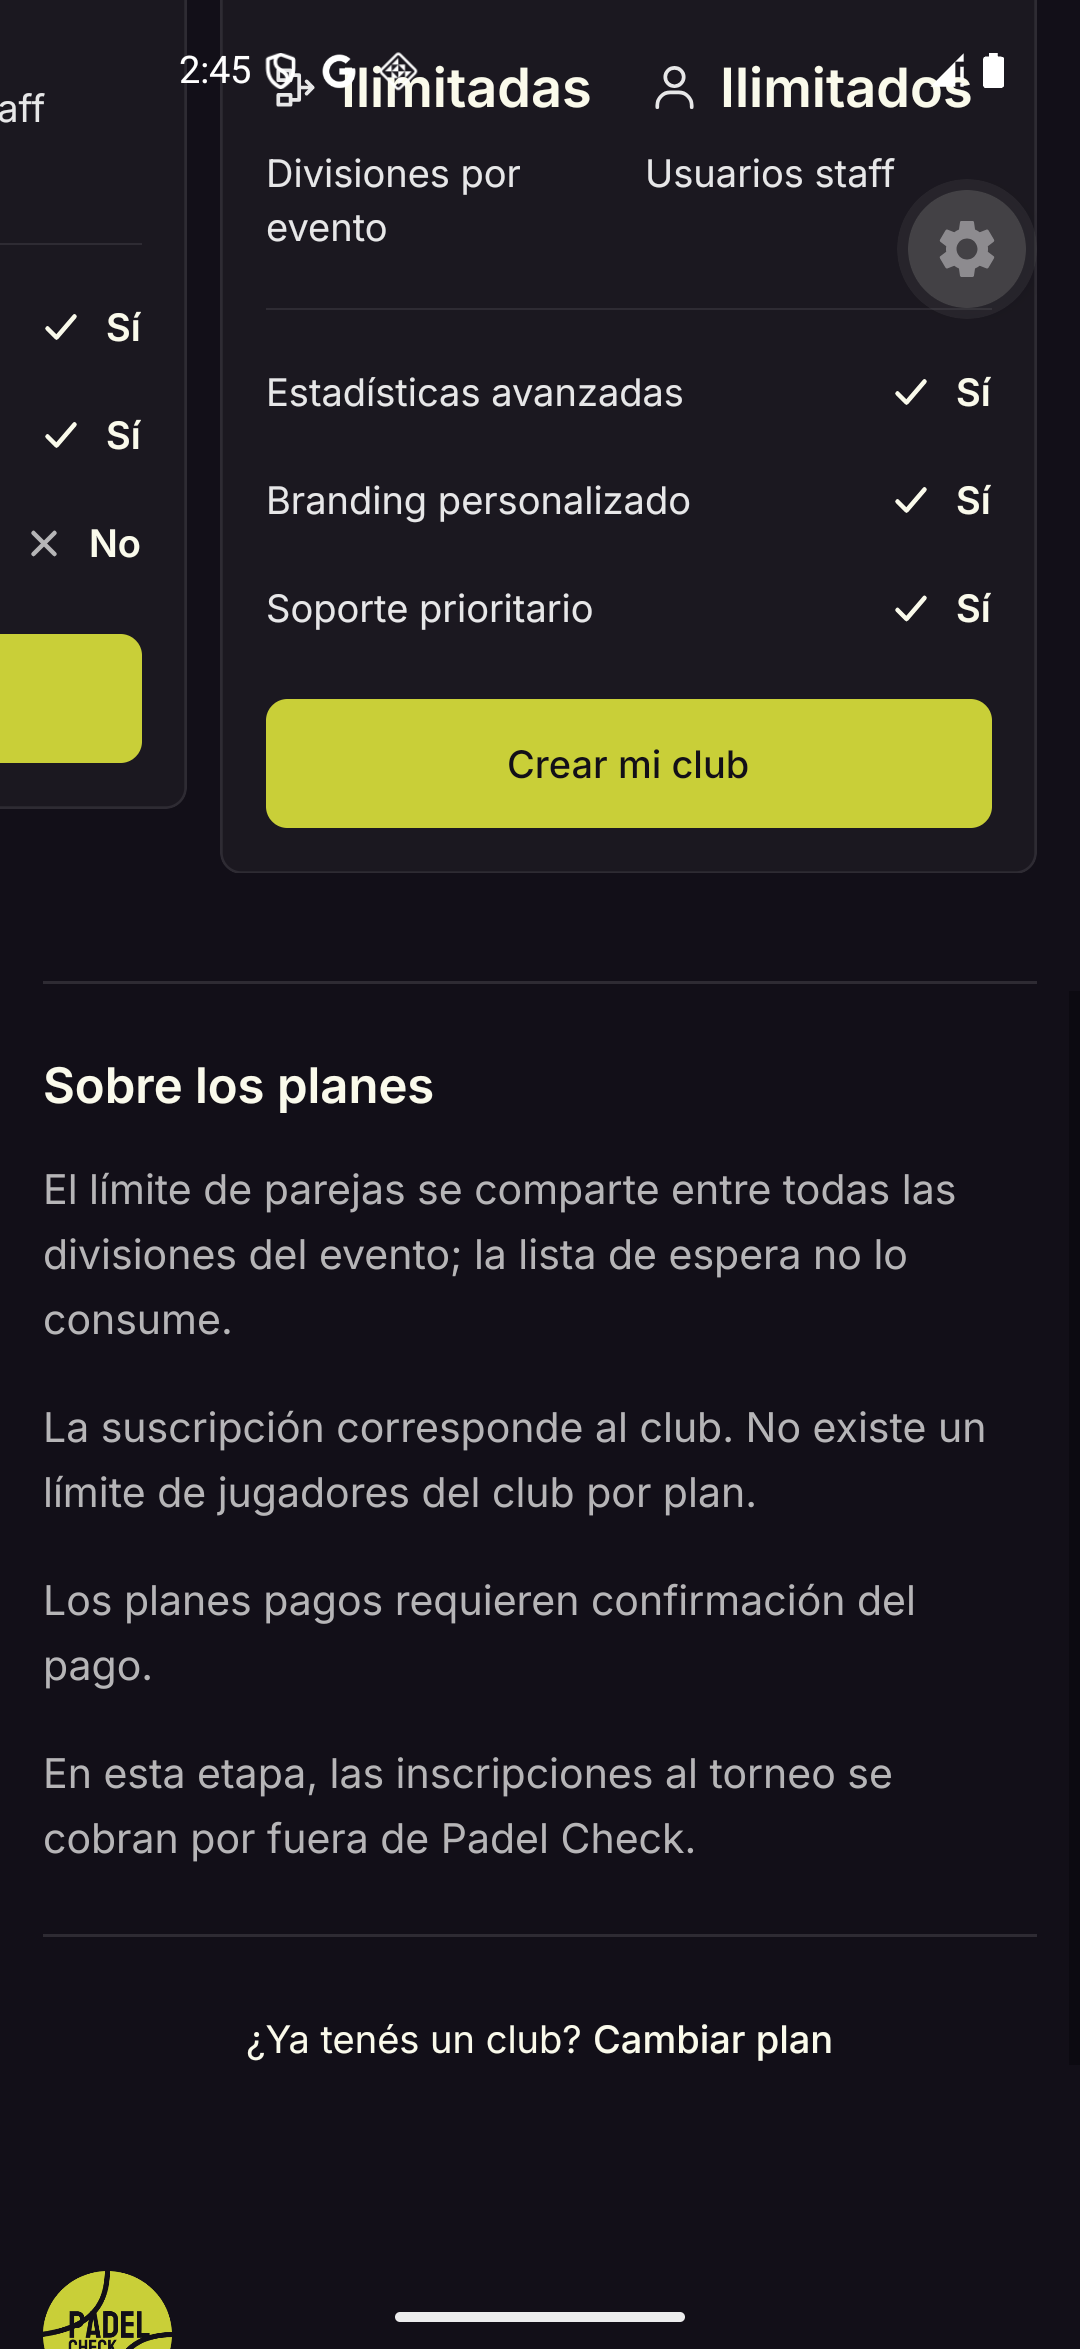 2:45
aff
Ilimitadas
Ilimitados
Divisiones por
evento
Usuarios staff
Sí
Sí
No
Estadísticas avanzadas Sí
Branding personalizado Sí
Soporte prioritario Sí
Crear mi club
Sobre los planes
El límite de parejas se comparte entre todas las
divisiones del evento; la lista de espera no lo
consume.
La suscripción corresponde al club. No existe un
límite de jugadores del club por plan.
Los planes pagos requieren confirmación del
pago.
En esta etapa, las inscripciones al torneo se
cobran por fuera de Padel Check.
¿Ya tenés un club? Cambiar plan
PADEL
CHECK